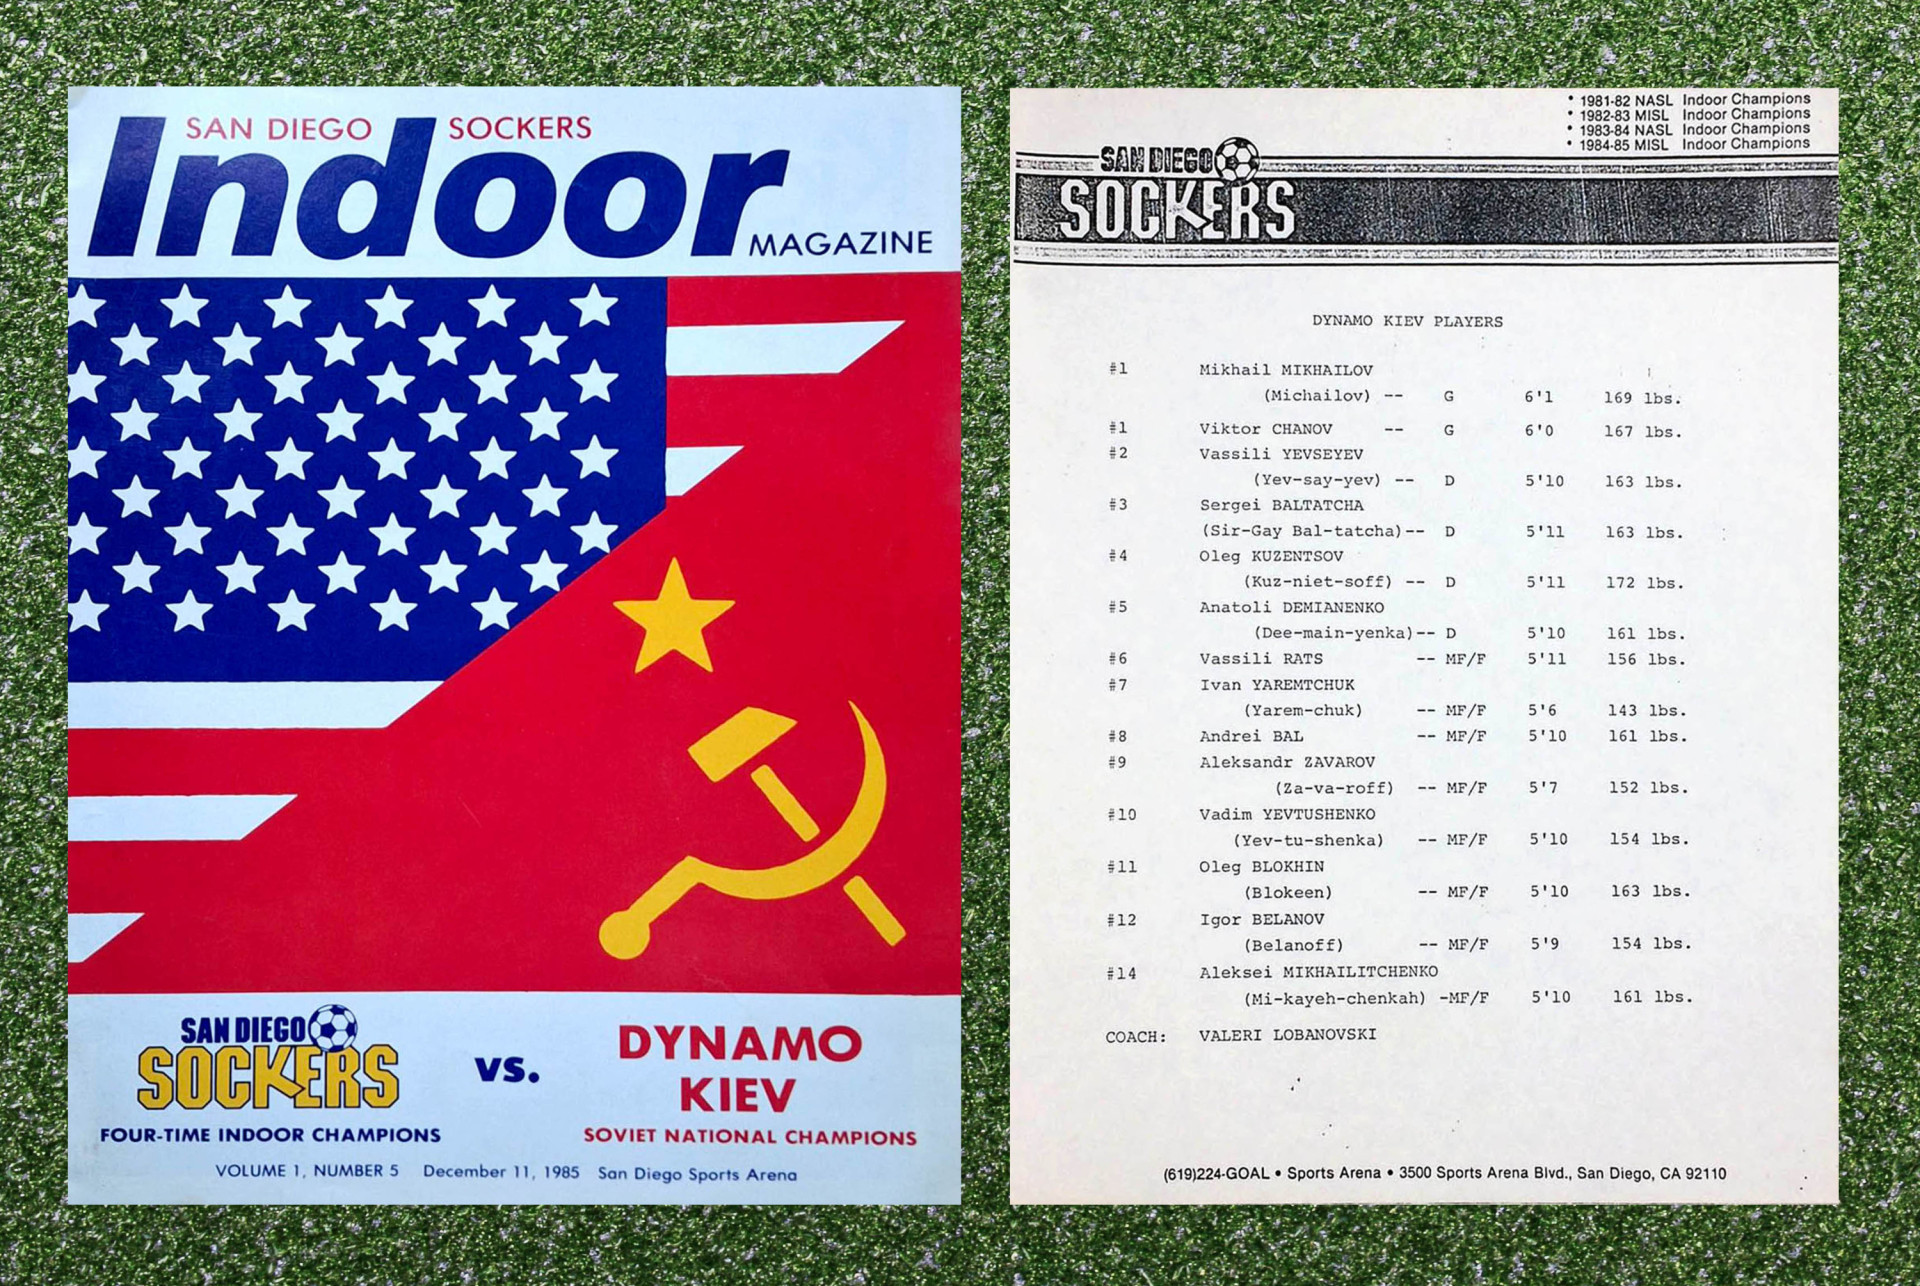 SAN DIEGO SOCKERS
Indoor
MAGAZINE
SAN DIEGO
SOCKERS
FOUR-TIME INDOOR CHAMPIONS
vs.
DYNAMO
KIEV
SOVIET NATIONAL CHAMPIONS
VOLUME 1, NUMBER 5 December 11, 1985 San Diego Sports Arena
• 1981-82 NASL Indoor Champions
• 1982-83 MISL Indoor Champions
• 1983-84 NASL Indoor Champions
• 1984-85 MISL Indoor Champions
SAN DIEGO
SOCKERS
DYNAMO KIEV PLAYERS
#1 Mikhail MIKHAILOV
(Michailov) -- G 6'1 169 lbs.
#1 Viktor CHANOV -- G 6'0 167 lbs.
#2 Vassili YEVSEYEV
(Yev-say-yev) -- D 5'10 163 lbs.
#3 Sergei BALTATCHA
(Sir-Gay Bal-tatcha)-- D 5'11 163 lbs.
#4 Oleg KUZENTSOV
(Kuz-niet-soff) -- D 5'11 172 lbs.
#5 Anatoli DEMIANENKO
(Dee-main-yenka)-- D 5'10 161 lbs.
#6 Vassili RATS -- MF/F 5'11 156 lbs.
#7 Ivan YAREMTCHUK
(Yarem-chuk) -- MF/F 5'6 143 lbs.
#8 Andrei BAL -- MF/F 5'10 161 lbs.
#9 Aleksandr ZAVAROV
(Za-va-roff) -- MF/F 5'7 152 lbs.
#10 Vadim YEVTUSHENKO
(Yev-tu-shenka) -- MF/F 5'10 154 lbs.
#11 Oleg BLOKHIN
(Blokeen) -- MF/F 5'10 163 lbs.
#12 Igor BELANOV
(Belanoff) -- MF/F 5'9 154 lbs.
#14 Aleksei MIKHAILITCHENKO
(Mi-kayeh-chenkah) -MF/F 5'10 161 lbs.
COACH: VALERI LOBANOVSKI
(619)224-GOAL • Sports Arena • 3500 Sports Arena Blvd., San Diego, CA 92110